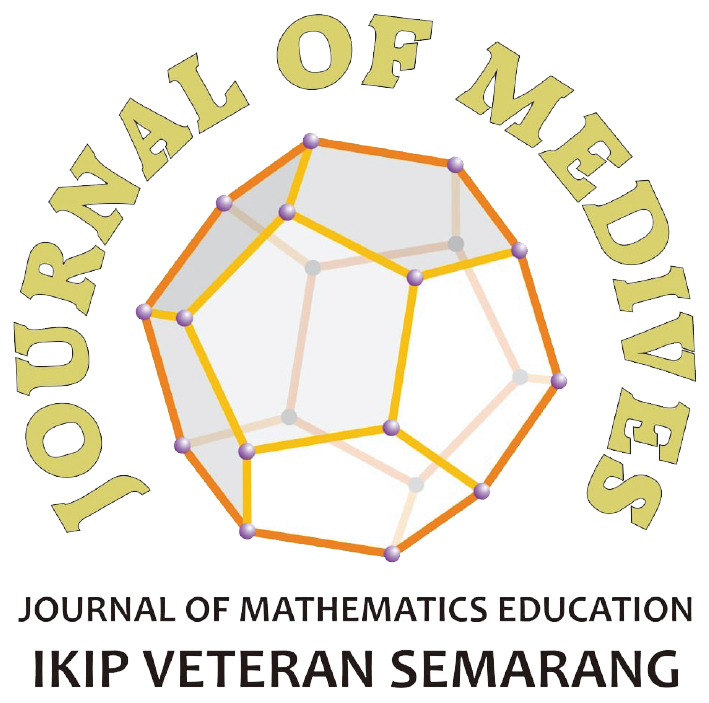 JOURNAL OF MEDIVES
JOURNAL OF MATHEMATICS EDUCATION
IKIP VETERAN SEMARANG